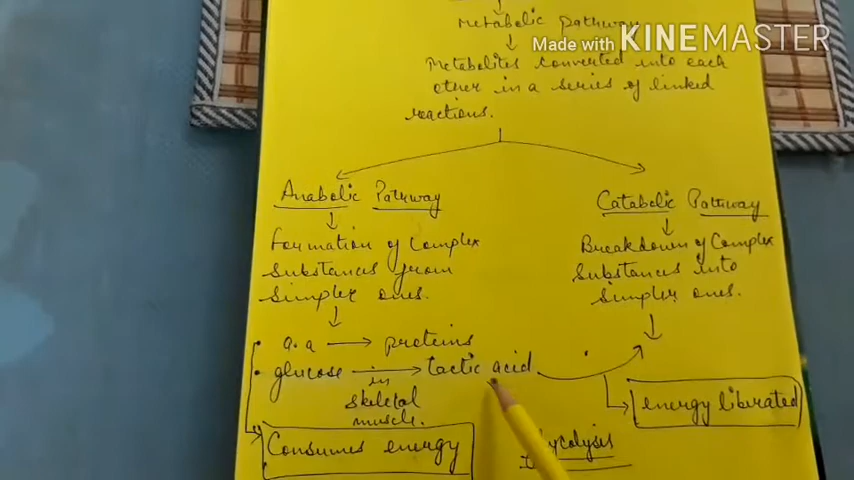 Metabolic pathway
Made with KINEMASTER
Metabolites converted into each
other in a series of linked
reactions.
Anabolic Pathway
Catabolic Pathway
Formation of Complex
Substances from
Simpler ones.
Breakdown of Complex
Substances into
Simpler ones.
a.a → proteins
glucose → lactic acid
in
skeletal
muscle.
energy liberated
Consumes energy